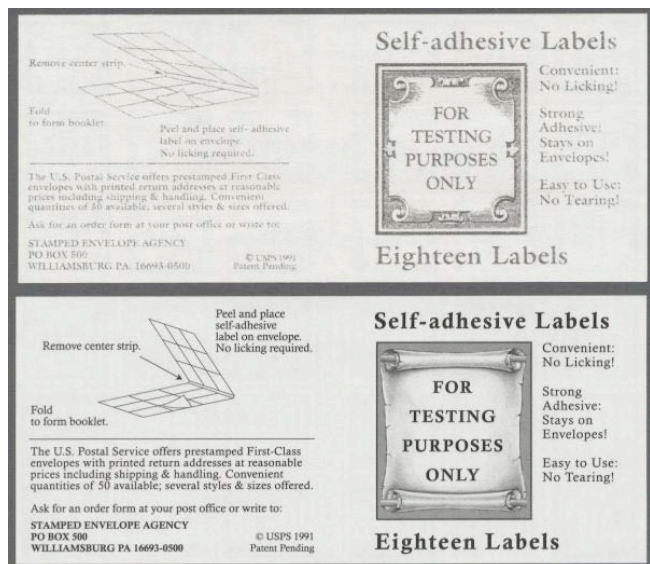 Self-adhesive Labels
Remove center strip.
Fold
to form booklet.
Peel and place self- adhesive
label on envelope.
No licking required.
The U.S. Postal Service offers prestamped First-Class
envelopes with printed return addresses at reasonable
prices including shipping & handling. Convenient
quantities of 50 available; several styles & sizes offered.
Ask for an order form at your post office or write to:
STAMPED ENVELOPE AGENCY
PO BOX 500
WILLIAMSBURG PA. 16693-0500
© USPS 1991
Patent Pending
FOR
TESTING
PURPOSES
ONLY
Convenient:
No Licking!
Strong
Adhesive:
Stays on
Envelopes!
Easy to Use:
No Tearing!
Eighteen Labels
Peel and place
self-adhesive
label on envelope.
No licking required.
Remove center strip.
Fold
to form booklet.
The U.S. Postal Service offers prestamped First-Class
envelopes with printed return addresses at reasonable
prices including shipping & handling. Convenient
quantities of 50 available; several styles & sizes offered.
Ask for an order form at your post office or write to:
STAMPED ENVELOPE AGENCY
PO BOX 500
WILLIAMSBURG PA 16693-0500
© USPS 1991
Patent Pending
Self-adhesive Labels
FOR
TESTING
PURPOSES
ONLY
Convenient:
No Licking!
Strong
Adhesive:
Stays on
Envelopes!
Easy to Use:
No Tearing!
Eighteen Labels